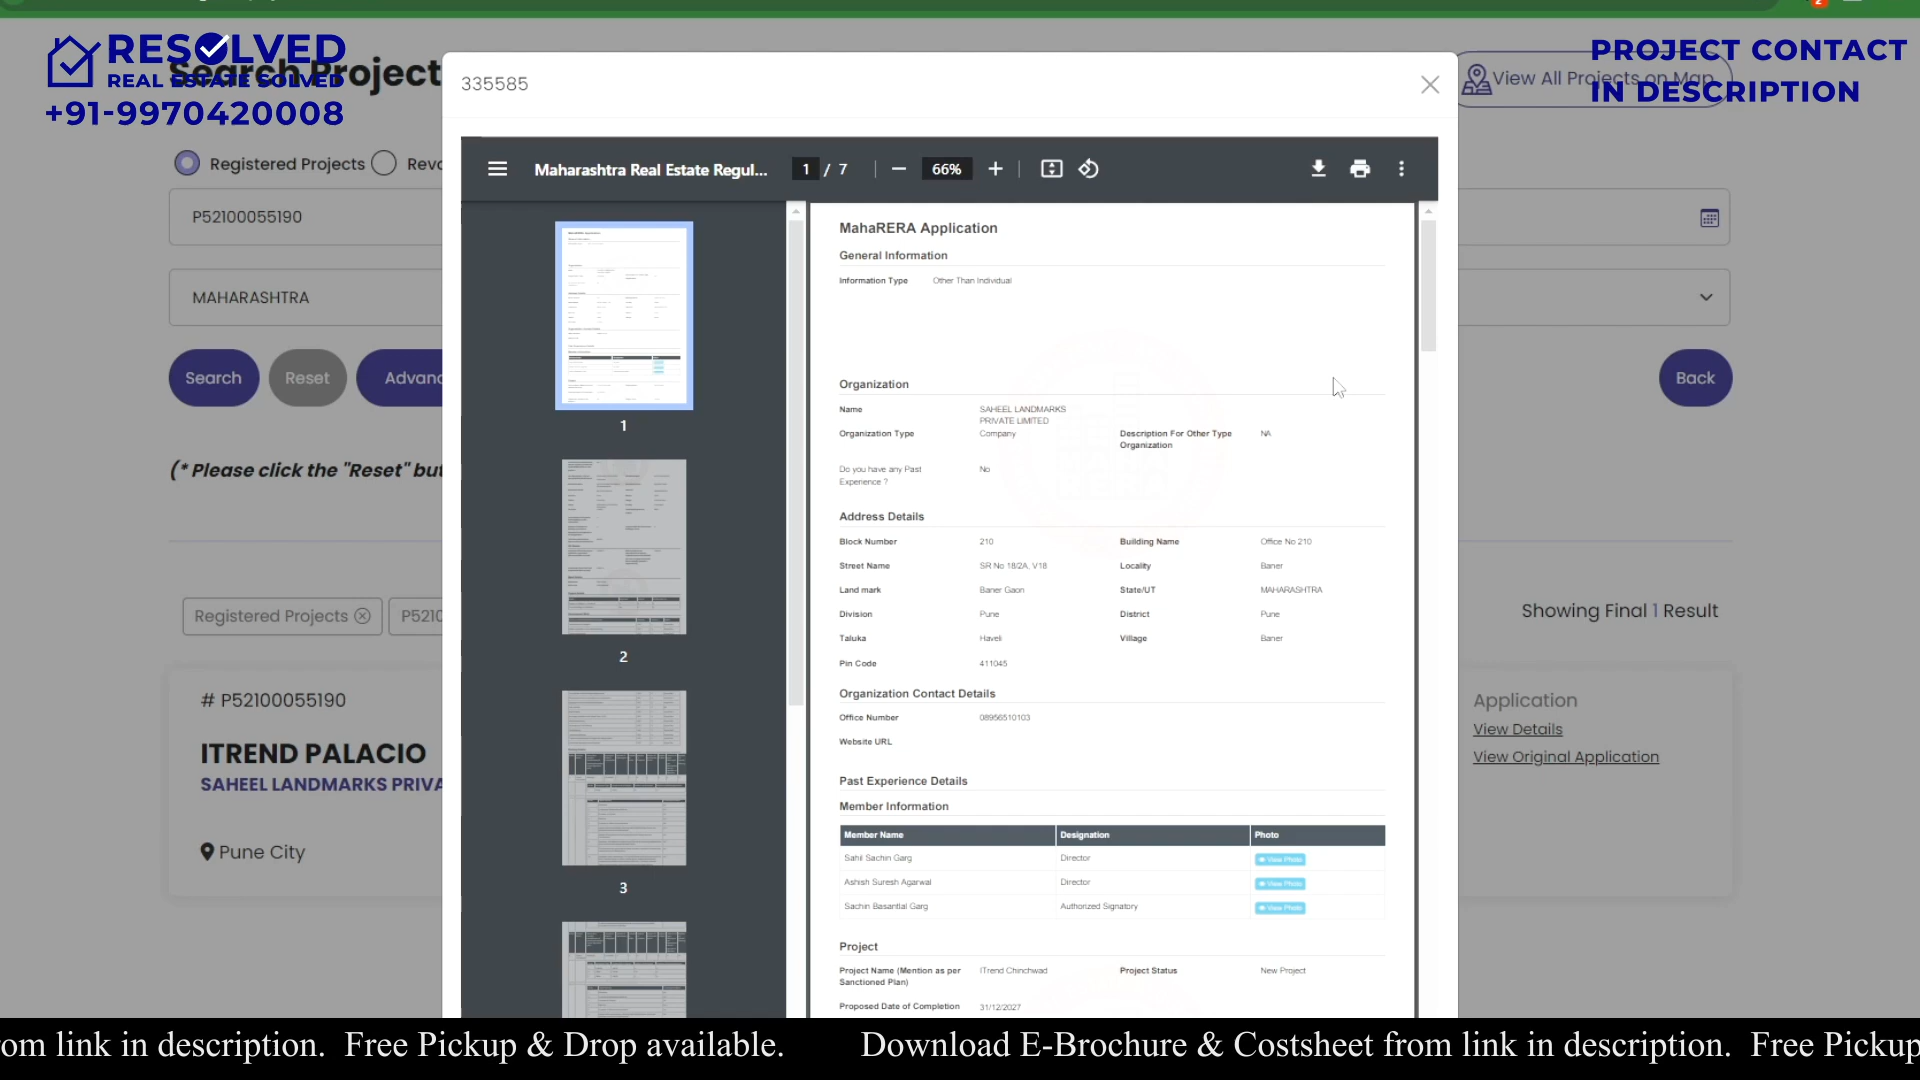 RESOLVED
REAL ESTATE SOLVED
+91-9970420008
Search Project
PROJECT CONTACT
IN DESCRIPTION
View All Projects on Map
Registered Projects
P52100055190
MAHARASHTRA
Search Reset Back
(* Please click the "Reset"
Registered Projects
Showing Final 1 Result
# P52100055190
ITREND PALACIO
SAHEEL LANDMARKS
Pune City
Application
View Details
View Original Application
335585
Maharashtra Real Estate Regul... 1 / 7 66%
1
2
3
MahaRERA Application
General Information
Information Type Other Than Individual
Organization
Name SAHEEL LANDMARKS
PRIVATE LIMITED
Organization Type Company Description For Other Type NA
Organization
Do you have any Past No
Experience ?
Address Details
Block Number 210 Building Name Office No 210
Street Name SR No 18/2A, V18 Locality Baner
Land mark Baner Gaon State/UT MAHARASHTRA
Division Pune District Pune
Taluka Haveli Village Baner
Pin Code 411045
Organization Contact Details
Office Number 08956510103
Website URL
Past Experience Details
Member Information
Member Name Designation Photo
Sahil Sachin Garg Director View Photo
Ashish Suresh Agarwal Director View Photo
Sachin Basantlal Garg Authorized Signatory View Photo
Project
Project Name (Mention as per ITrend Chinchwad Project Status New Project
Sanctioned Plan)
Proposed Date of Completion 31/12/2027
om link in description. Free Pickup & Drop available. Download E-Brochure & Costsheet from link in description. Free Pickup